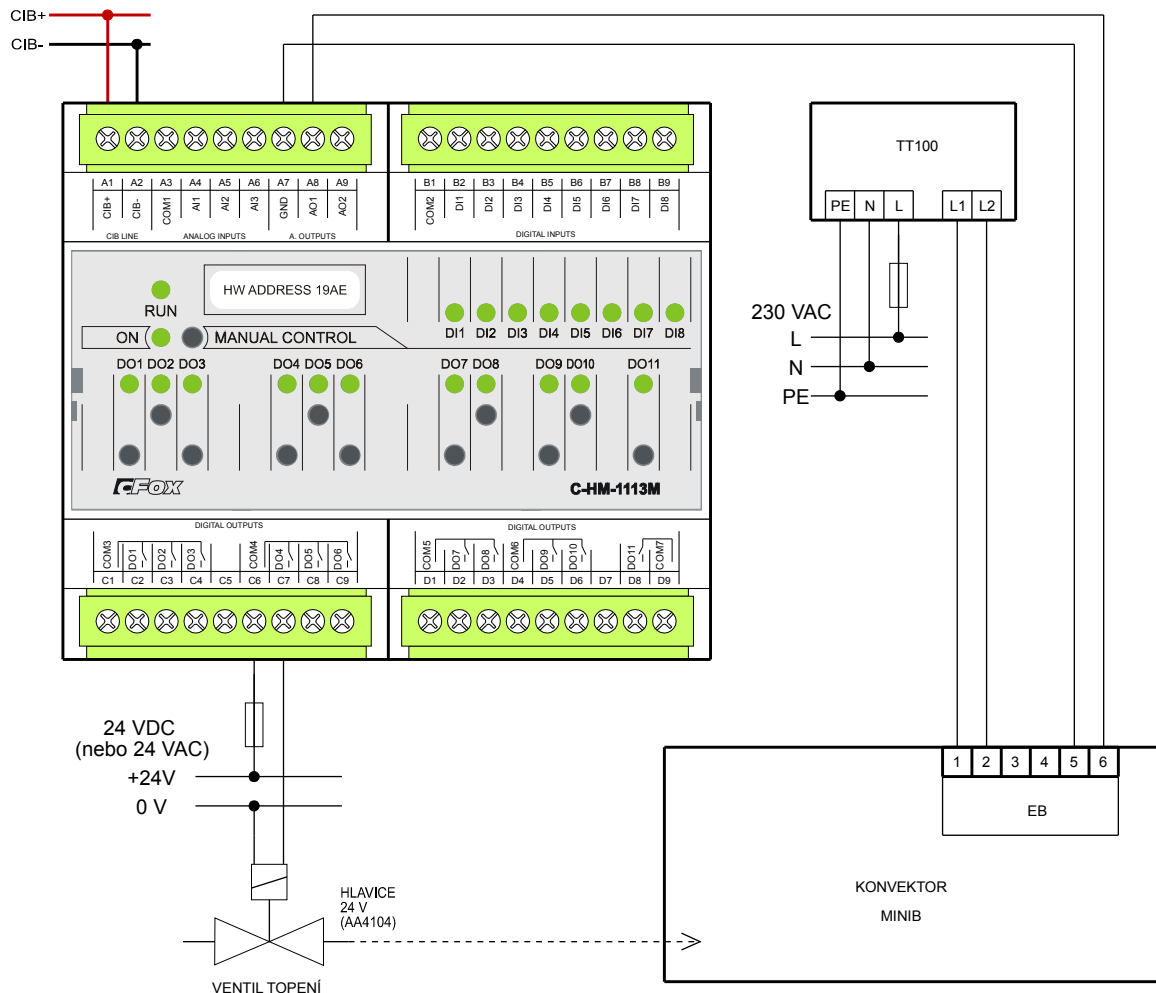 CIB+
CIB-
A1 A2 A3 A4 A5 A6 A7 A8 A9
CIB+ CIB- COM1 AI1 AI2 AI3 GND AO1 AO2
CIB LINE ANALOG INPUTS A. OUTPUTS
B1 B2 B3 B4 B5 B6 B7 B8 B9
COM2 DI1 DI2 DI3 DI4 DI5 DI6 DI7 DI8
DIGITAL INPUTS
TT100
PE N L L1 L2
HW ADDRESS 19AE
RUN
ON MANUAL CONTROL
DI1 DI2 DI3 DI4 DI5 DI6 DI7 DI8
DO1 DO2 DO3 DO4 DO5 DO6 DO7 DO8 DO9 DO10 DO11
CFOX
C-HM-1113M
230 VAC
L
N
PE
DIGITAL OUTPUTS
COM3 DO1 DO2 DO3 COM4 DO4 DO5 DO6
C1 C2 C3 C4 C5 C6 C7 C8 C9
DIGITAL OUTPUTS
COM5 DO7 DO8 COM6 DO9 DO10 DO11 COM7
D1 D2 D3 D4 D5 D6 D7 D8 D9
24 VDC
(nebo 24 VAC)
+24V
0 V
HLAVICE
24 V
(AA4104)
VENTIL TOPENÍ
1 2 3 4 5 6
EB
KONVEKTOR
MINIB